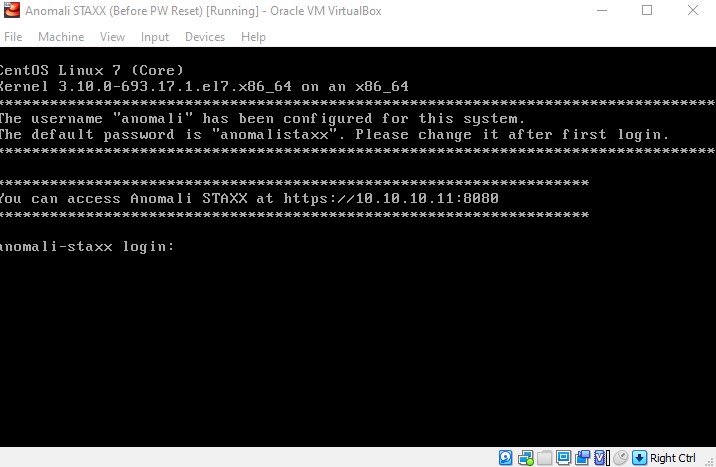 Anomali STAXX (Before PW Reset) [Running] - Oracle VM VirtualBox
File Machine View Input Devices Help
CentOS Linux 7 (Core)
Kernel 3.10.0-693.17.1.el7.x86_64 on an x86_64
****************************************************************************************
The username "anomali" has been configured for this system.
The default password is "anomalistaxx". Please change it after first login.
****************************************************************************************
*************************************************************************
You can access Anomali STAXX at https://10.10.10.11:8080
*************************************************************************
anomali-staxx login:
Right Ctrl